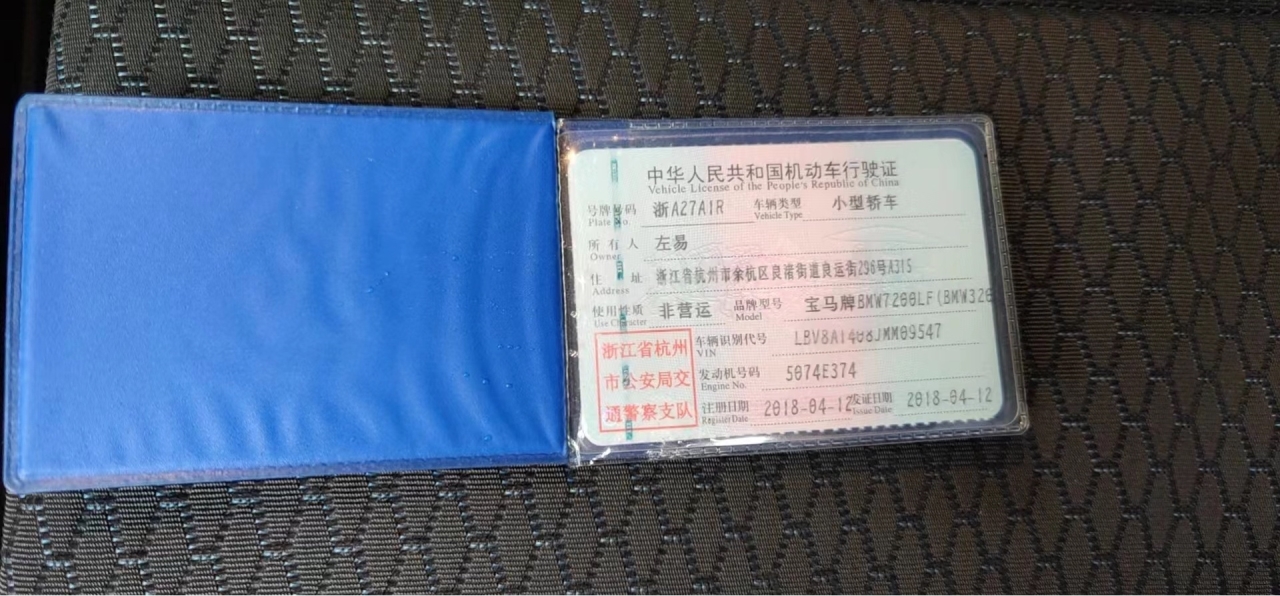 中华人民共和国机动车行驶证
Vehicle License of the People's Republic of China
号牌号码 浙A27A1R 车辆类型 小型轿车
Plate No. Vehicle Type
所有人 左易
Owner
住址 浙江省杭州市余杭区良渚街道良运街296号A315
Address
使用性质 非营运 品牌型号 宝马牌BMW7200LF(BMW320
Use Character Model
浙江省杭州
市公安局交
通警察支队
车辆识别代号
VIN
发动机号码 5074E374
Engine No.
注册日期 2018-04-12 发证日期 2018-04-12
Register Date Issue Date